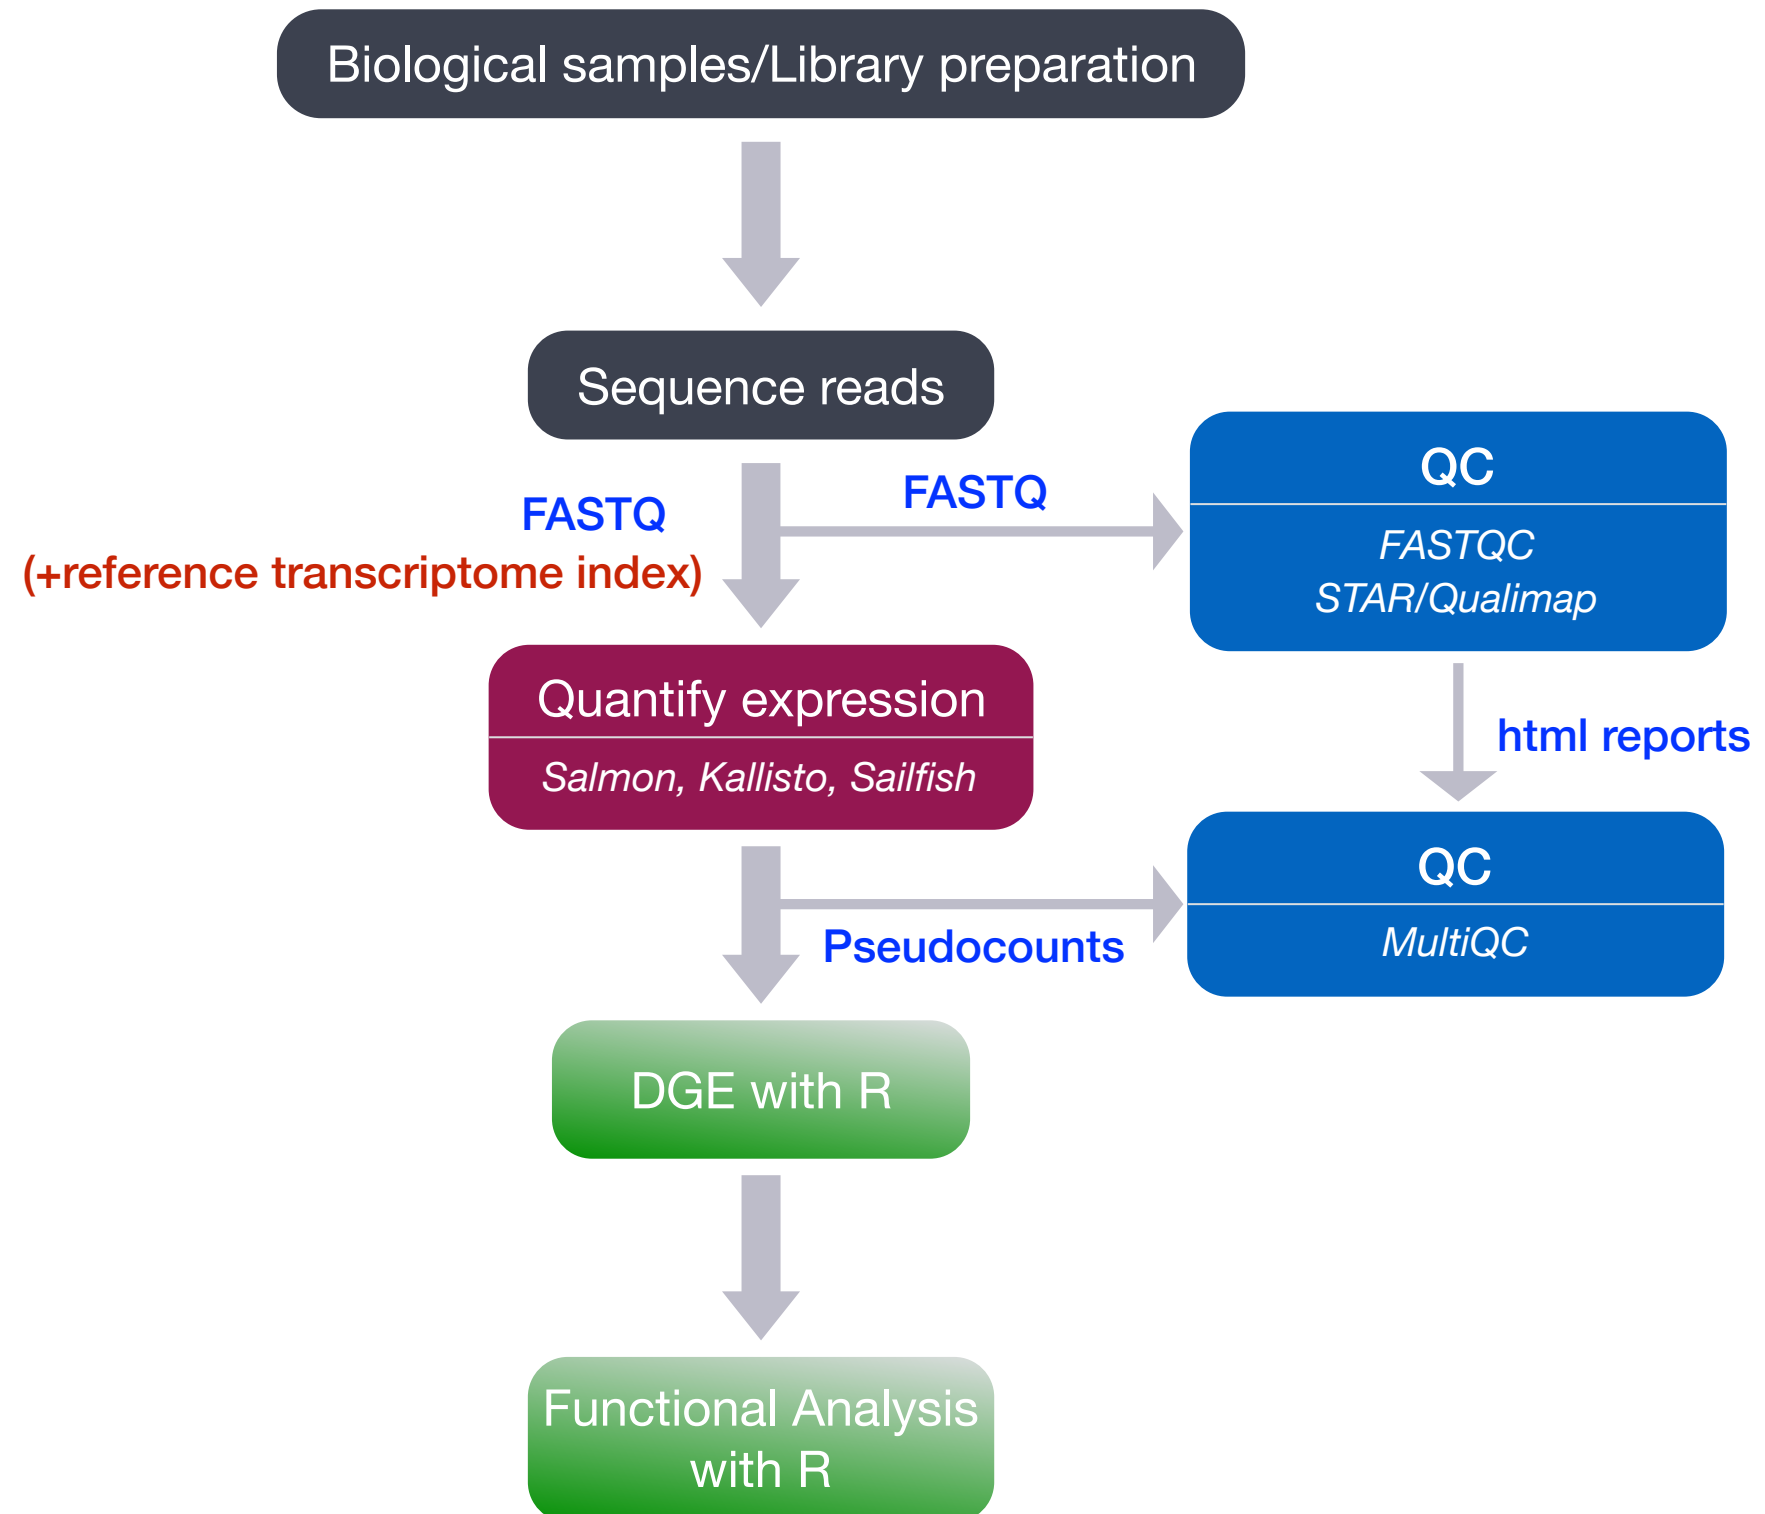 Biological samples/Library preparation
Sequence reads
FASTQ
(+reference transcriptome index)
FASTQ
QC
FASTQC
STAR/Qualimap
Quantify expression
Salmon, Kallisto, Sailfish
html reports
QC
MultiQC
Pseudocounts
DGE with R
Functional Analysis
with R